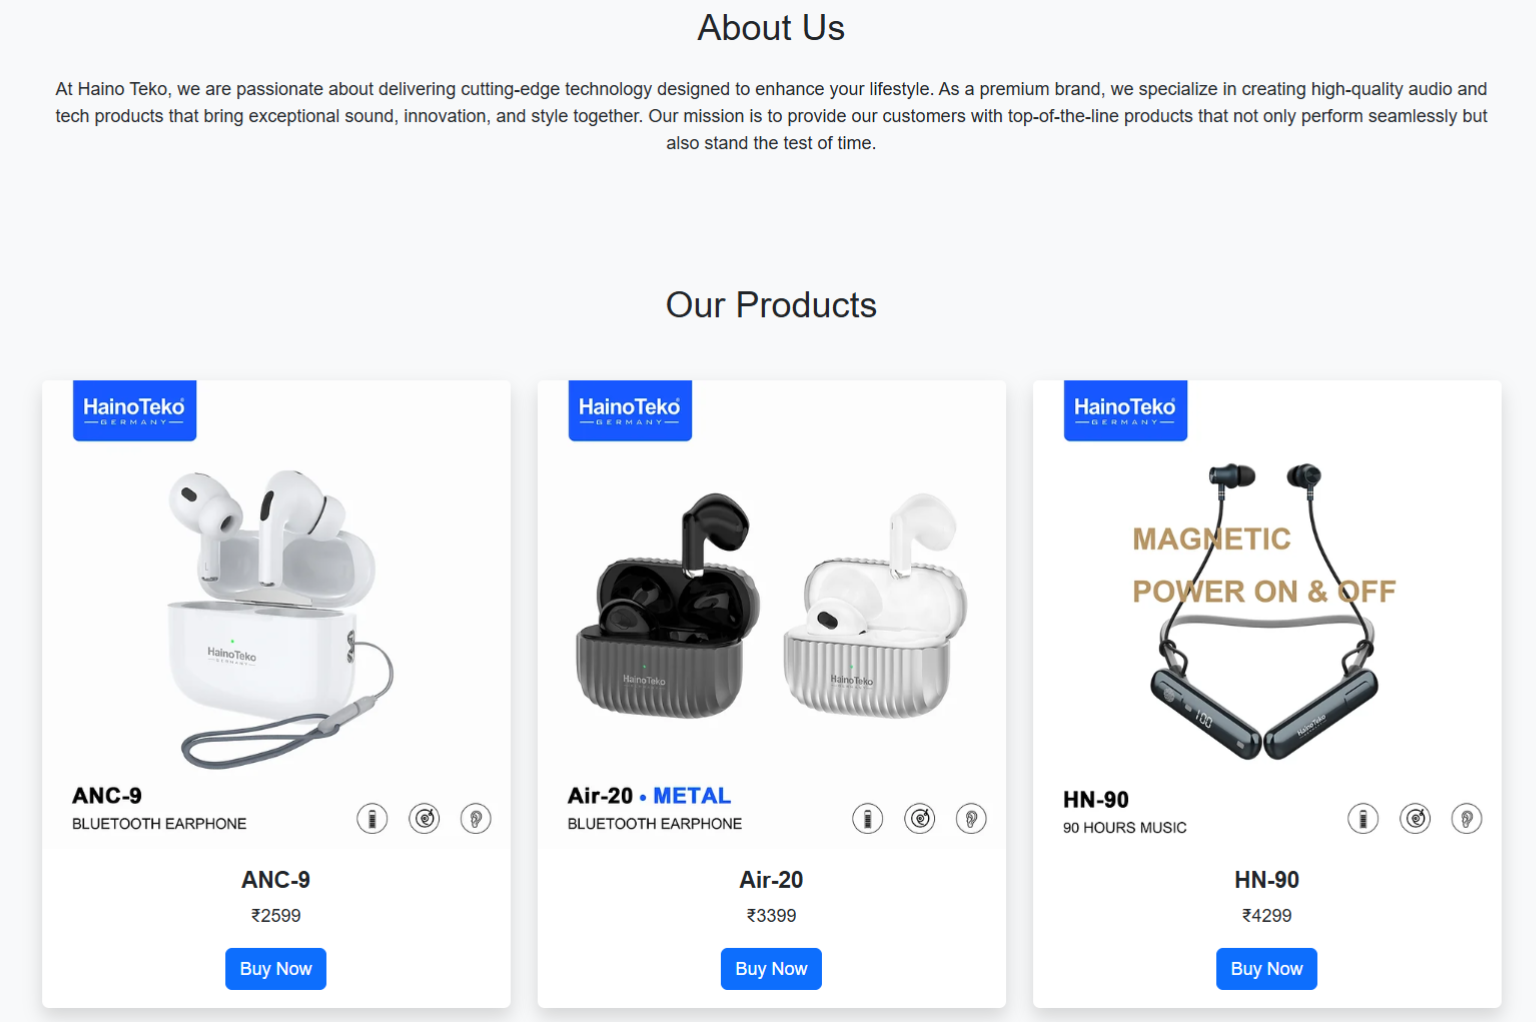 About Us
At Haino Teko, we are passionate about delivering cutting-edge technology designed to enhance your lifestyle. As a premium brand, we specialize in creating high-quality audio and
tech products that bring exceptional sound, innovation, and style together. Our mission is to provide our customers with top-of-the-line products that not only perform seamlessly but
also stand the test of time.
Our Products
HainoTeko®
GERMANY
HainoTeko
GERMANY
ANC-9
BLUETOOTH EARPHONE
ANC-9
₹2599
Buy Now
HainoTeko®
GERMANY
HainoTeko
HainoTeko
Air-20 • METAL
BLUETOOTH EARPHONE
Air-20
₹3399
Buy Now
HainoTeko®
GERMANY
MAGNETIC
POWER ON & OFF
100
HainoTeko
HN-90
90 HOURS MUSIC
HN-90
₹4299
Buy Now